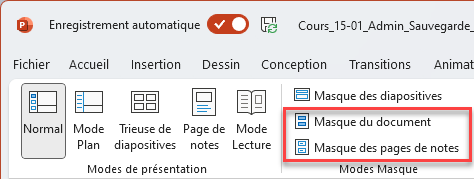 Enregistrement automatique Cours_15-01_Admin_Sauvegarde_
Fichier Accueil Insertion Dessin Conception Transitions Animat
Normal Mode Plan Trieuse de diapositives Page de notes Mode Lecture
Masque des diapositives
Masque du document
Masque des pages de notes
Modes de présentation Modes Masque